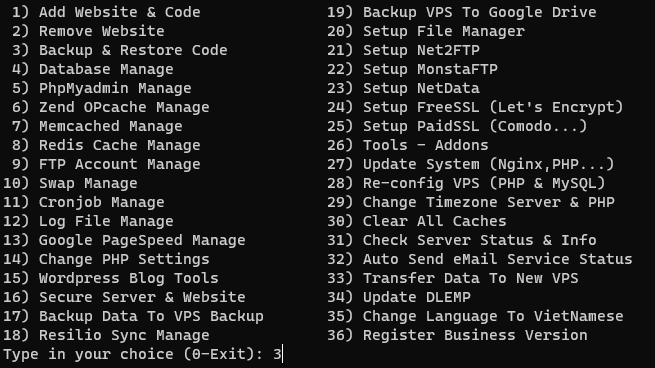 1) Add Website & Code 19) Backup VPS To Google Drive
2) Remove Website 20) Setup File Manager
3) Backup & Restore Code 21) Setup Net2FTP
4) Database Manage 22) Setup MonstaFTP
5) PhpMyadmin Manage 23) Setup NetData
6) Zend OPcache Manage 24) Setup FreeSSL (Let's Encrypt)
7) Memcached Manage 25) Setup PaidSSL (Comodo...)
8) Redis Cache Manage 26) Tools - Addons
9) FTP Account Manage 27) Update System (Nginx,PHP...)
10) Swap Manage 28) Re-config VPS (PHP & MySQL)
11) Cronjob Manage 29) Change Timezone Server & PHP
12) Log File Manage 30) Clear All Caches
13) Google PageSpeed Manage 31) Check Server Status & Info
14) Change PHP Settings 32) Auto Send eMail Service Status
15) Wordpress Blog Tools 33) Transfer Data To New VPS
16) Secure Server & Website 34) Update DLEMP
17) Backup Data To VPS Backup 35) Change Language To VietNamese
18) Resilio Sync Manage 36) Register Business Version
Type in your choice (0-Exit): 3